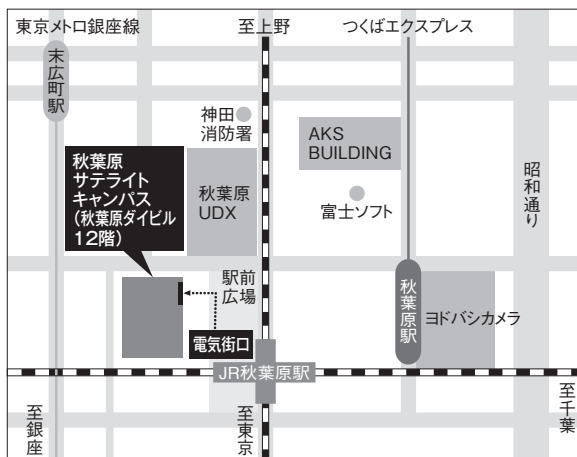 東京メトロ銀座線
至上野
つくばエクスプレス
末広町駅
神田
消防署
AKS
BUILDING
秋葉原
サテライト
キャンパス
(秋葉原ダイビル
12階)
秋葉原
UDX
富士ソフト
昭和通り
駅前
広場
秋葉原駅
ヨドバシカメラ
電気街口
JR秋葉原駅
至銀座
至東京
至千葉